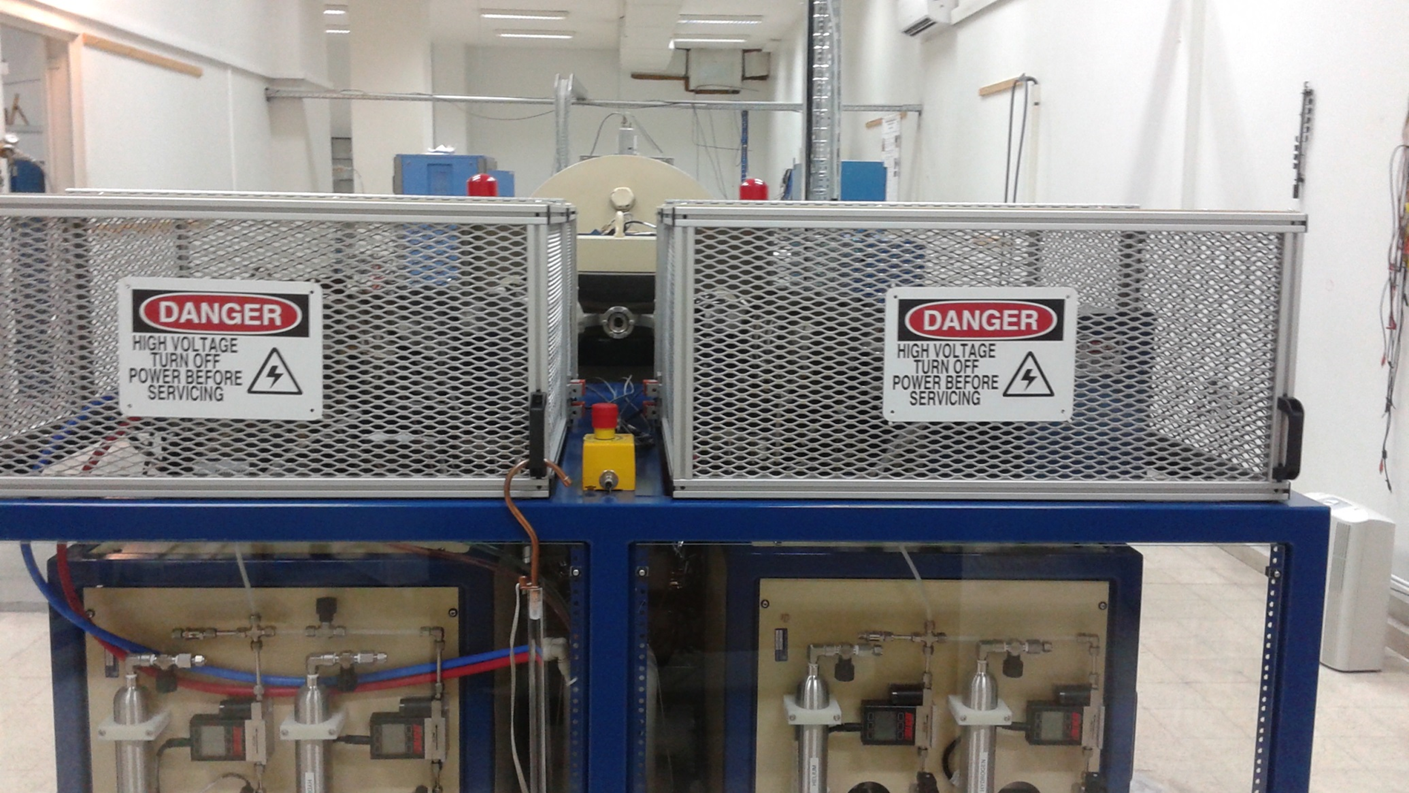 DANGER
HIGH VOLTAGE
TURN OFF
POWER BEFORE
SERVICING
DANGER
HIGH VOLTAGE
TURN OFF
POWER BEFORE
SERVICING